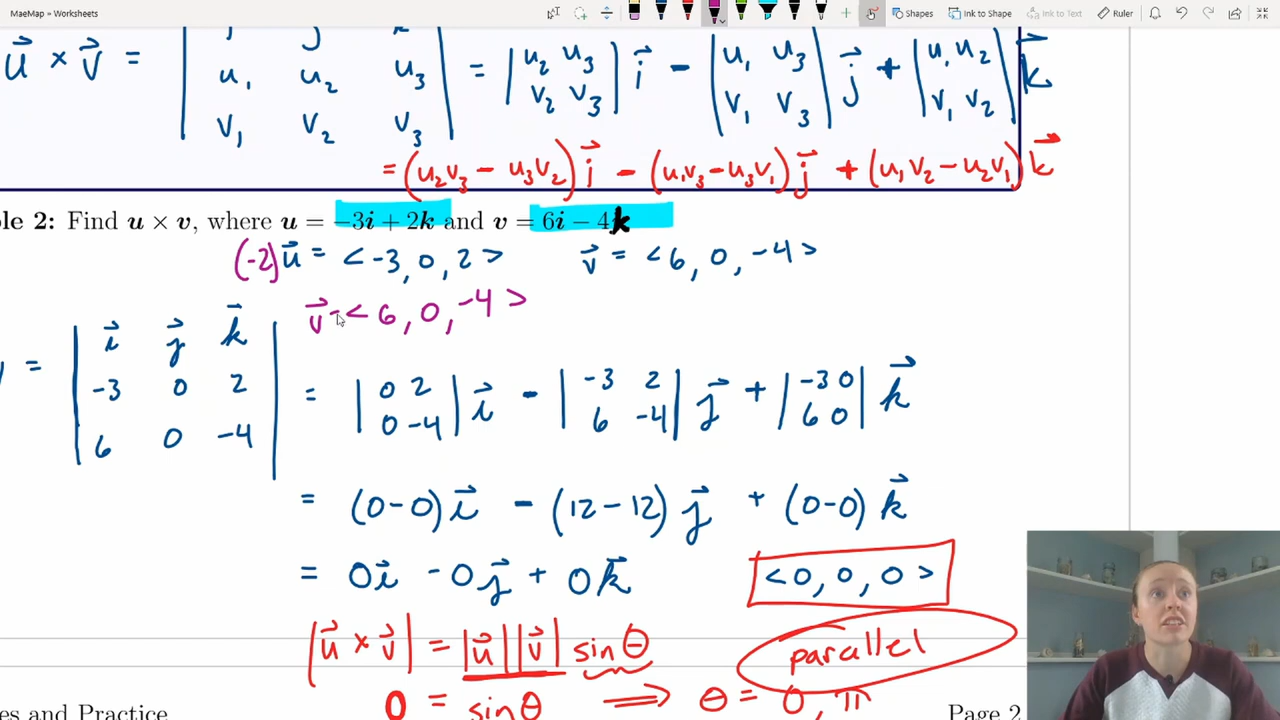 MaeMap » Worksheets
Shapes Ink to Shape Ink to Text Ruler
j
u⃗ × v⃗ = | u₁ u₂ u₃ | = | u₂ u₃ | i⃗ − | u₁ u₃ | j⃗ + | u₁ u₂ | k⃗
v₁ v₂ v₃ v₂ v₃ v₁ v₃ v₁ v₂
= (u₂v₃ − u₃v₂) i⃗ − (u₁v₃ − u₃v₁) j⃗ + (u₁v₂ − u₂v₁) k⃗
ple 2: Find u × v, where u = −3i + 2k and v = 6i − 4k
(-2) u⃗ = < -3, 0, 2 > v⃗ = < 6, 0, -4 >
v⃗ = < 6, 0, -4 >
= | i⃗ j⃗ k⃗ |
-3 0 2 = | 0 2 | i⃗ − | -3 2 | j⃗ + | -3 0 | k⃗
6 0 -4 0 -4 6 -4 6 0
= (0-0) i⃗ − (12-12) j⃗ + (0-0) k⃗
= 0i⃗ − 0j⃗ + 0k⃗ < 0, 0, 0 >
|u⃗ × v⃗| = |u⃗||v⃗| sinθ parallel
0 = sinθ ⟹ θ = 0, π
es and Practice Page 2